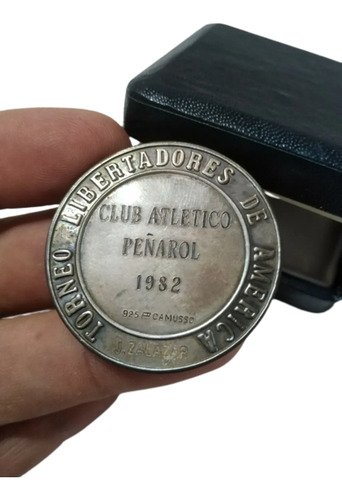 TORNEO LIBERTADORES DE AMERICA
CLUB ATLETICO
PEÑAROL
1982
925 CAMUSSO